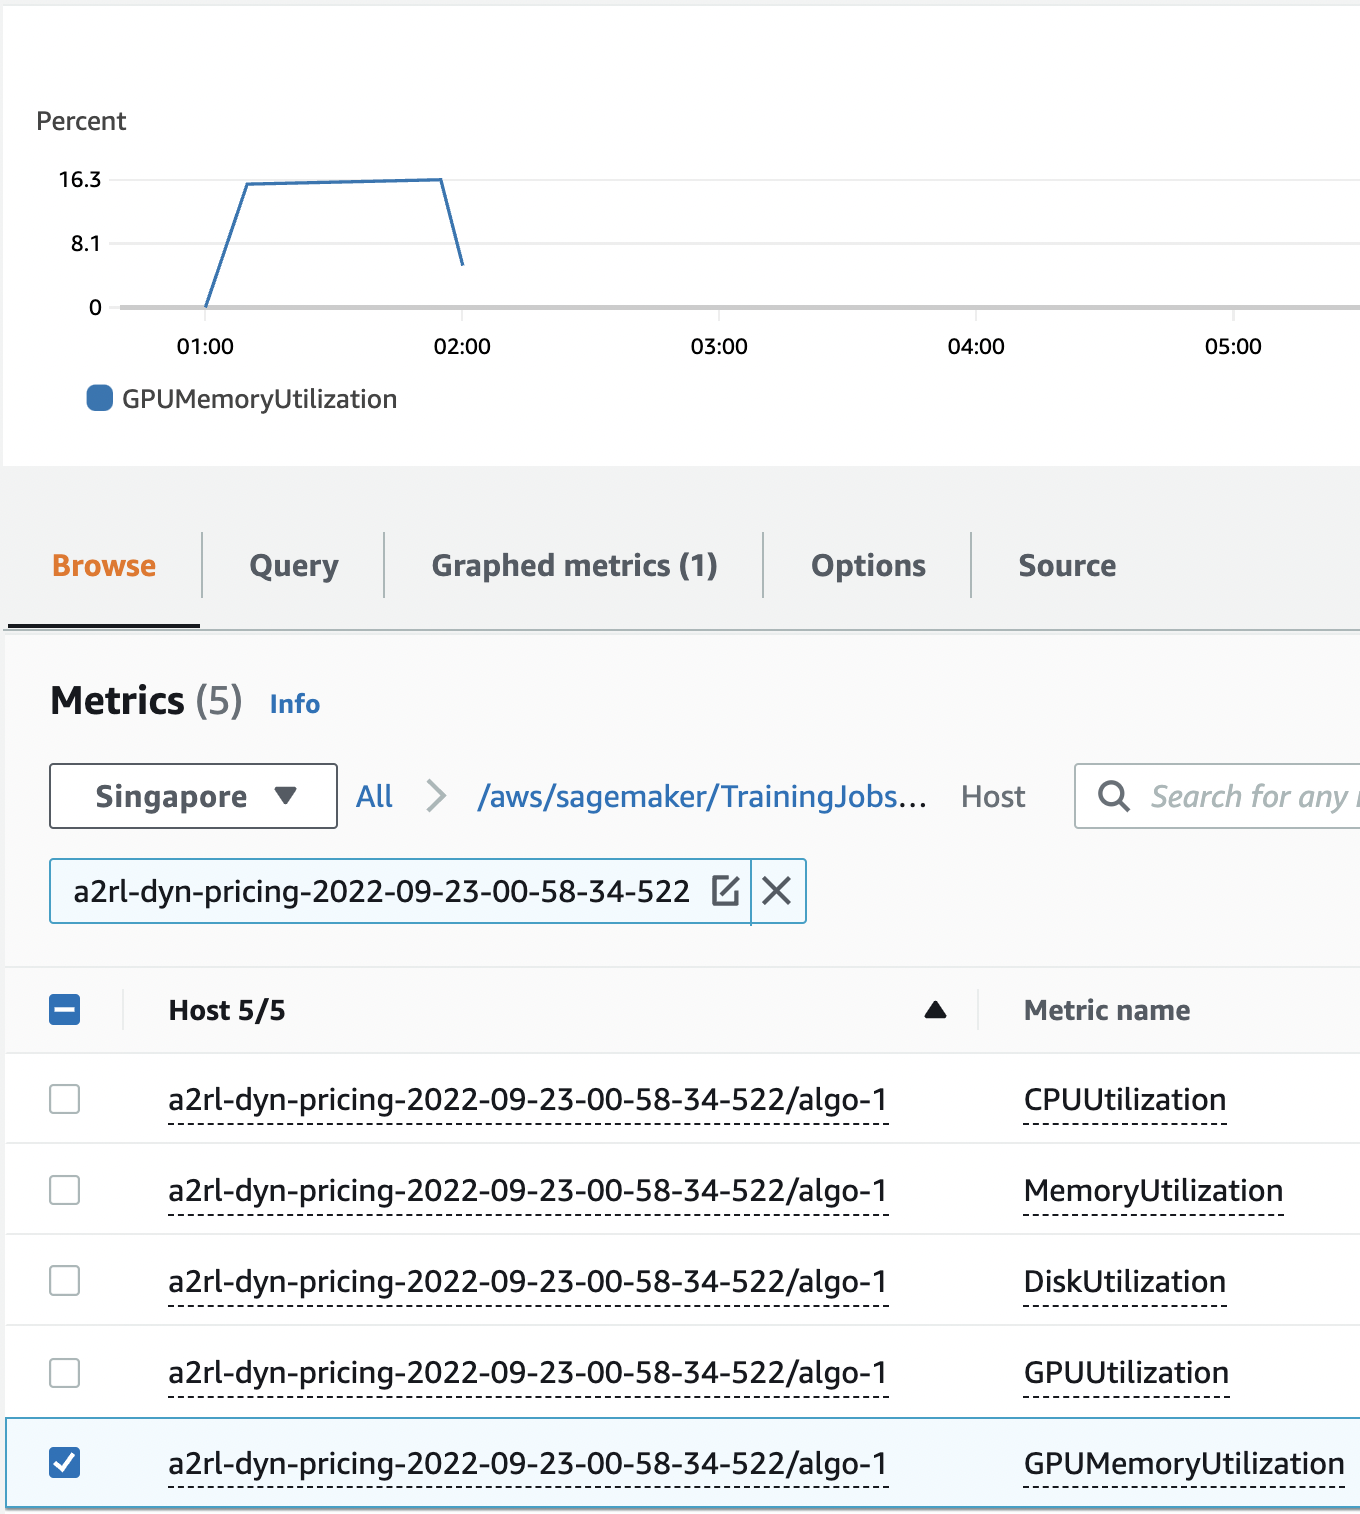 Percent
16.3
8.1
0
01:00 02:00 03:00 04:00 05:00
GPUMemoryUtilization
Browse Query Graphed metrics (1) Options Source
Metrics (5) Info
Singapore All /aws/sagemaker/TrainingJobs... Host Search for any
a2rl-dyn-pricing-2022-09-23-00-58-34-522
Host 5/5 Metric name
a2rl-dyn-pricing-2022-09-23-00-58-34-522/algo-1 CPUUtilization
a2rl-dyn-pricing-2022-09-23-00-58-34-522/algo-1 MemoryUtilization
a2rl-dyn-pricing-2022-09-23-00-58-34-522/algo-1 DiskUtilization
a2rl-dyn-pricing-2022-09-23-00-58-34-522/algo-1 GPUUtilization
a2rl-dyn-pricing-2022-09-23-00-58-34-522/algo-1 GPUMemoryUtilization